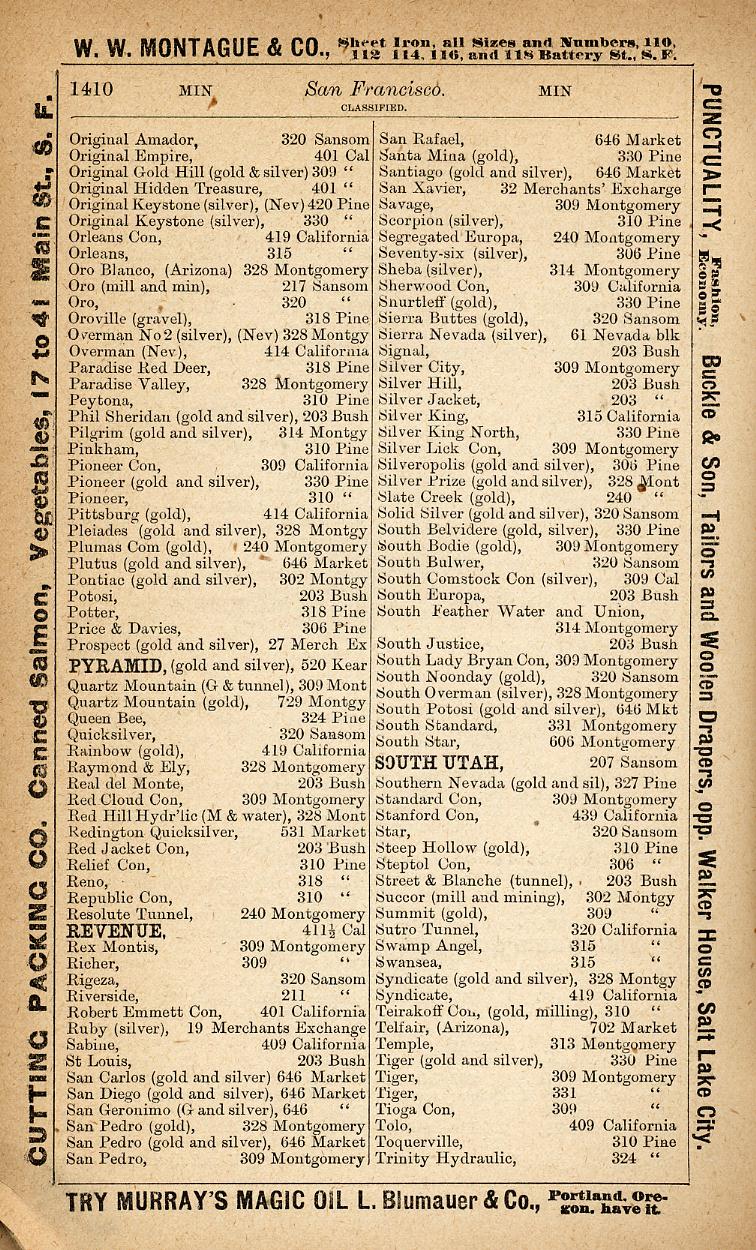 W. W. MONTAGUE & CO., Sheet Iron, all Sizes and Numbers, 110,
112 114, 116, and 118 Battery St., S. F.
1410 MIN San Francisco. MIN
CLASSIFIED.
Original Amador, 320 Sansom
Original Empire, 401 Cal
Original Gold Hill (gold & silver) 309 “
Original Hidden Treasure, 401 “
Original Keystone (silver), (Nev) 420 Pine
Original Keystone (silver), 330 “
Orleans Con, 419 California
Orleans, 315 “
Oro Blanco, (Arizona) 328 Montgomery
Oro (mill and min), 217 Sansom
Oro, 320 “
Oroville (gravel), 318 Pine
Overman No 2 (silver), (Nev) 328 Montgy
Overman (Nev), 414 California
Paradise Red Deer, 318 Pine
Paradise Valley, 328 Montgomery
Peytona, 310 Pine
Phil Sheridan (gold and silver), 203 Bush
Pilgrim (gold and silver), 314 Montgy
Pinkham, 310 Pine
Pioneer Con, 309 California
Pioneer (gold and silver), 330 Pine
Pioneer, 310 “
Pittsburg (gold), 414 California
Pleiades (gold and silver), 328 Montgy
Plumas Com (gold), 240 Montgomery
Plutus (gold and silver), 646 Market
Pontiac (gold and silver), 302 Montgy
Potosi, 203 Bush
Potter, 318 Pine
Price & Davies, 306 Pine
Prospect (gold and silver), 27 Merch Ex
PYRAMID, (gold and silver), 520 Kear
Quartz Mountain (G & tunnel), 309 Mont
Quartz Mountain (gold), 729 Montgy
Queen Bee, 324 Pine
Quicksilver, 320 Sansom
Rainbow (gold), 419 California
Raymond & Ely, 328 Montgomery
Real del Monte, 203 Bush
Red Cloud Con, 309 Montgomery
Red Hill Hydr'lic (M & water), 328 Mont
Redington Quicksilver, 531 Market
Red Jacket Con, 203 Bush
Relief Con, 310 Pine
Reno, 318 “
Republic Con, 310 “
Resolute Tunnel, 240 Montgomery
REVENUE, 411½ Cal
Rex Montis, 309 Montgomery
Richer, 309 “
Rigeza, 320 Sansom
Riverside, 211 “
Robert Emmett Con, 401 California
Ruby (silver), 19 Merchants Exchange
Sabine, 409 California
St Louis, 203 Bush
San Carlos (gold and silver) 646 Market
San Diego (gold and silver), 646 Market
San Geronimo (G and silver), 646 “
San Pedro (gold), 328 Montgomery
San Pedro (gold and silver), 646 Market
San Pedro, 309 Montgomery
San Rafael, 646 Market
Santa Mina (gold), 330 Pine
Santiago (gold and silver), 646 Market
San Xavier, 32 Merchants' Exchange
Savage, 309 Montgomery
Scorpion (silver), 310 Pine
Segregated Europa, 240 Montgomery
Seventy-six (silver), 306 Pine
Sheba (silver), 314 Montgomery
Sherwood Con, 309 California
Snurtleff (gold), 330 Pine
Sierra Buttes (gold), 320 Sansom
Sierra Nevada (silver), 61 Nevada blk
Signal, 203 Bush
Silver City, 309 Montgomery
Silver Hill, 203 Bush
Silver Jacket, 203 “
Silver King, 315 California
Silver King North, 330 Pine
Silver Lick Con, 309 Montgomery
Silveropolis (gold and silver), 306 Pine
Silver Prize (gold and silver), 328 Mont
Slate Creek (gold), 240 “
Solid Silver (gold and silver), 320 Sansom
South Belvidere (gold, silver), 330 Pine
South Bodie (gold), 309 Montgomery
South Bulwer, 320 Sansom
South Comstock Con (silver), 309 Cal
South Europa, 203 Bush
South Feather Water and Union,
314 Montgomery
South Justice, 203 Bush
South Lady Bryan Con, 309 Montgomery
South Noonday (gold), 320 Sansom
South Overman (silver), 328 Montgomery
South Potosi (gold and silver), 646 Mkt
South Standard, 331 Montgomery
South Star, 606 Montgomery
SOUTH UTAH, 207 Sansom
Southern Nevada (gold and sil), 327 Pine
Standard Con, 309 Montgomery
Stanford Con, 439 California
Star, 320 Sansom
Steep Hollow (gold), 310 Pine
Steptol Con, 306 “
Street & Blanche (tunnel), 203 Bush
Succor (mill and mining), 302 Montgy
Summit (gold), 309 “
Sutro Tunnel, 320 California
Swamp Angel, 315 “
Swansea, 315 “
Syndicate (gold and silver), 328 Montgy
Syndicate, 419 California
Teirakoff Con, (gold, milling), 310 “
Telfair, (Arizona), 702 Market
Temple, 313 Montgomery
Tiger (gold and silver), 330 Pine
Tiger, 309 Montgomery
Tiger, 331 “
Tioga Con, 309 “
Tolo, 409 California
Toquerville, 310 Pine
Trinity Hydraulic, 324 “
CUTTING PACKING CO. Canned Salmon, Vegetables, 17 to 41 Main St., S. F.
PUNCTUALITY, Fashion, Economy. Buckle & Son, Tailors and Woolen Drapers, opp. Walker House, Salt Lake City.
TRY MURRAY'S MAGIC OIL L. Blumauer & Co., Portland, Ore-
gon, have it.